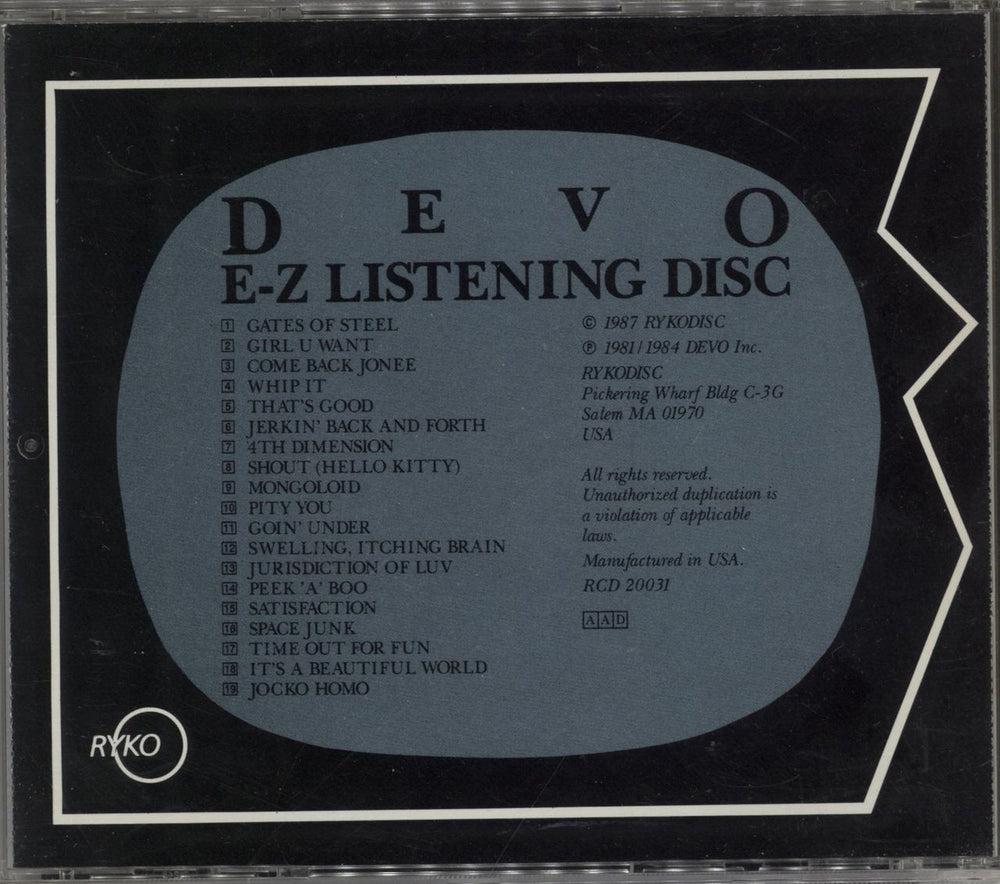 D E V O
E-Z LISTENING DISC
1 GATES OF STEEL
2 GIRL U WANT
3 COME BACK JONEE
4 WHIP IT
5 THAT'S GOOD
6 JERKIN' BACK AND FORTH
7 4TH DIMENSION
8 SHOUT (HELLO KITTY)
9 MONGOLOID
10 PITY YOU
11 GOIN' UNDER
12 SWELLING, ITCHING BRAIN
13 JURISDICTION OF LUV
14 PEEK 'A' BOO
15 SATISFACTION
16 SPACE JUNK
17 TIME OUT FOR FUN
18 IT'S A BEAUTIFUL WORLD
19 JOCKO HOMO
© 1987 RYKODISC
℗ 1981/1984 DEVO Inc.
RYKODISC
Pickering Wharf Bldg C-3G
Salem MA 01970
USA
All rights reserved.
Unauthorized duplication is
a violation of applicable
laws.
Manufactured in USA.
RCD 20031
AAD
RYKO